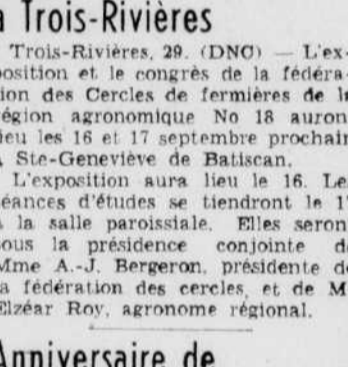 à Trois-Rivières
Trois-Rivières, 29. (DNC) — L'ex-
position et le congrès de la fédéra-
tion des Cercles de fermières de la
région agronomique No 18 auron
lieu les 16 et 17 septembre prochain
à Ste-Geneviève de Batiscan.
L'exposition aura lieu le 16. Le
séances d'études se tiendront le 1
à la salle paroissiale. Elles seron
sous la présidence conjointe d
Mme A.-J. Bergeron, présidente d
la fédération des cercles, et de M
Elzéar Roy, agronome régional.
Anniversaire de